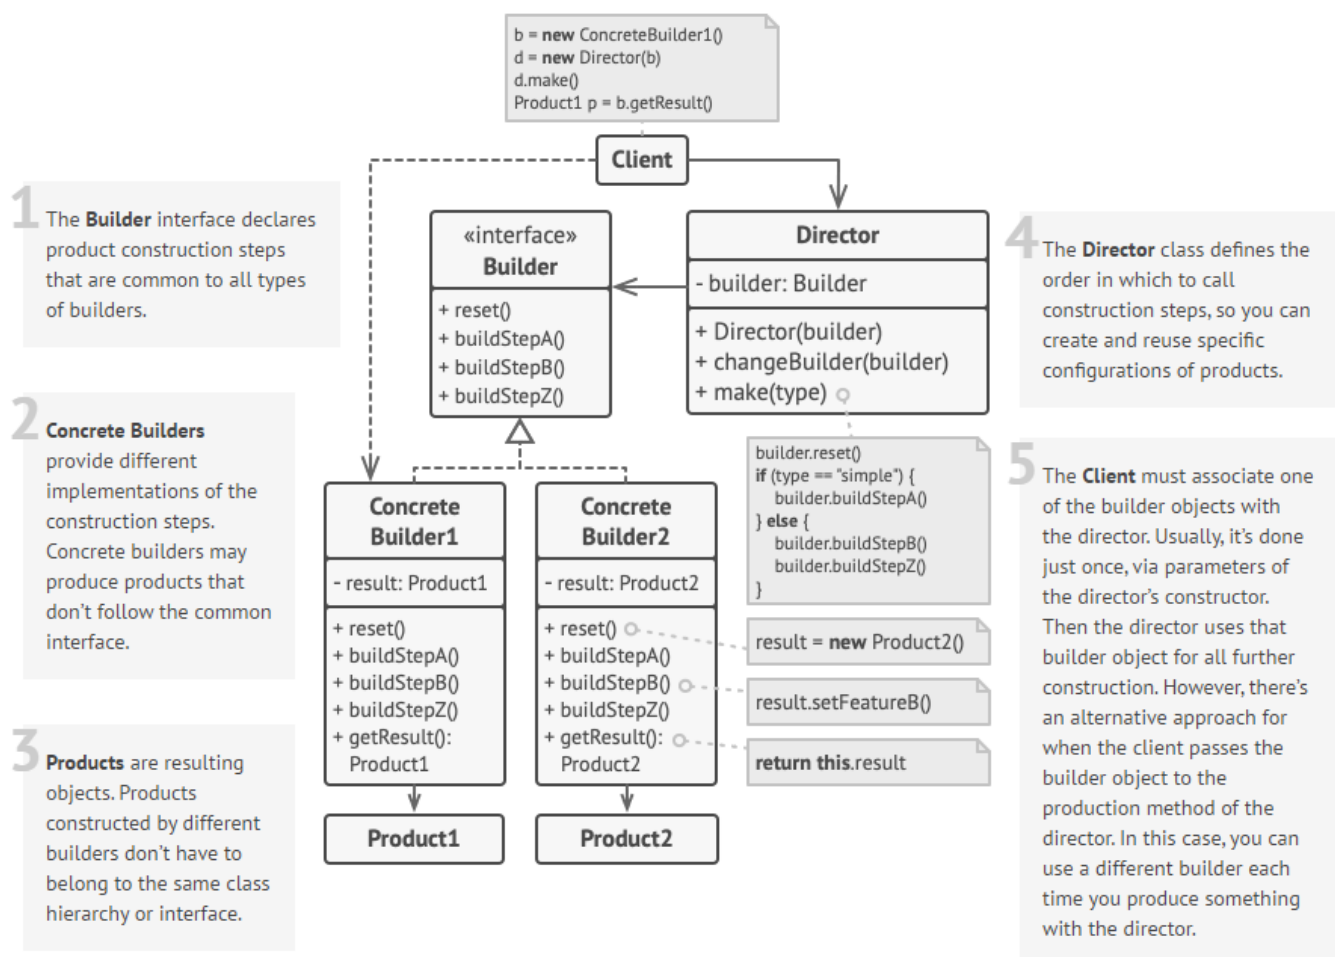 b = new ConcreteBuilder1()
d = new Director(b)
d.make()
Product1 p = b.getResult()
Client
1
The Builder interface declares
product construction steps
that are common to all types
of builders.
«interface»
Builder
+ reset()
+ buildStepA()
+ buildStepB()
+ buildStepZ()
Director
- builder: Builder
+ Director(builder)
+ changeBuilder(builder)
+ make(type)
4
The Director class defines the
order in which to call
construction steps, so you can
create and reuse specific
configurations of products.
2
Concrete Builders
provide different
implementations of the
construction steps.
Concrete builders may
produce products that
don't follow the common
interface.
builder.reset()
if (type == "simple") {
builder.buildStepA()
} else {
builder.buildStepB()
builder.buildStepZ()
}
Concrete
Builder1
- result: Product1
+ reset()
+ buildStepA()
+ buildStepB()
+ buildStepZ()
+ getResult():
Product1
Concrete
Builder2
- result: Product2
+ reset()
+ buildStepA()
+ buildStepB()
+ buildStepZ()
+ getResult():
Product2
result = new Product2()
result.setFeatureB()
return this.result
3
Products are resulting
objects. Products
constructed by different
builders don't have to
belong to the same class
hierarchy or interface.
Product1
Product2
5
The Client must associate one
of the builder objects with
the director. Usually, it's done
just once, via parameters of
the director's constructor.
Then the director uses that
builder object for all further
construction. However, there's
an alternative approach for
when the client passes the
builder object to the
production method of the
director. In this case, you can
use a different builder each
time you produce something
with the director.